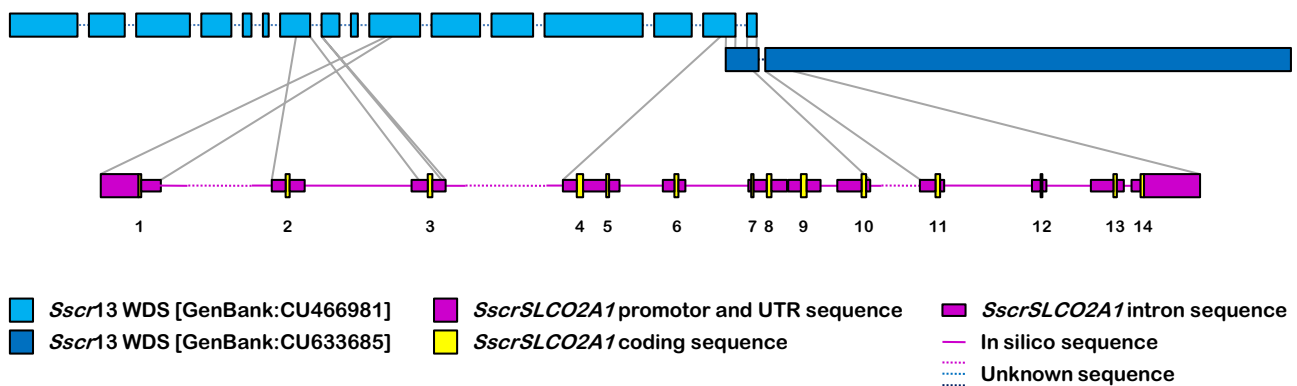 1 2 3 4 5 6 7 8 9 10 11 12 13 14
Sscr13 WDS [GenBank:CU466981]
Sscr13 WDS [GenBank:CU633685]
SscrSLCO2A1 promotor and UTR sequence
SscrSLCO2A1 coding sequence
SscrSLCO2A1 intron sequence
In silico sequence
Unknown sequence